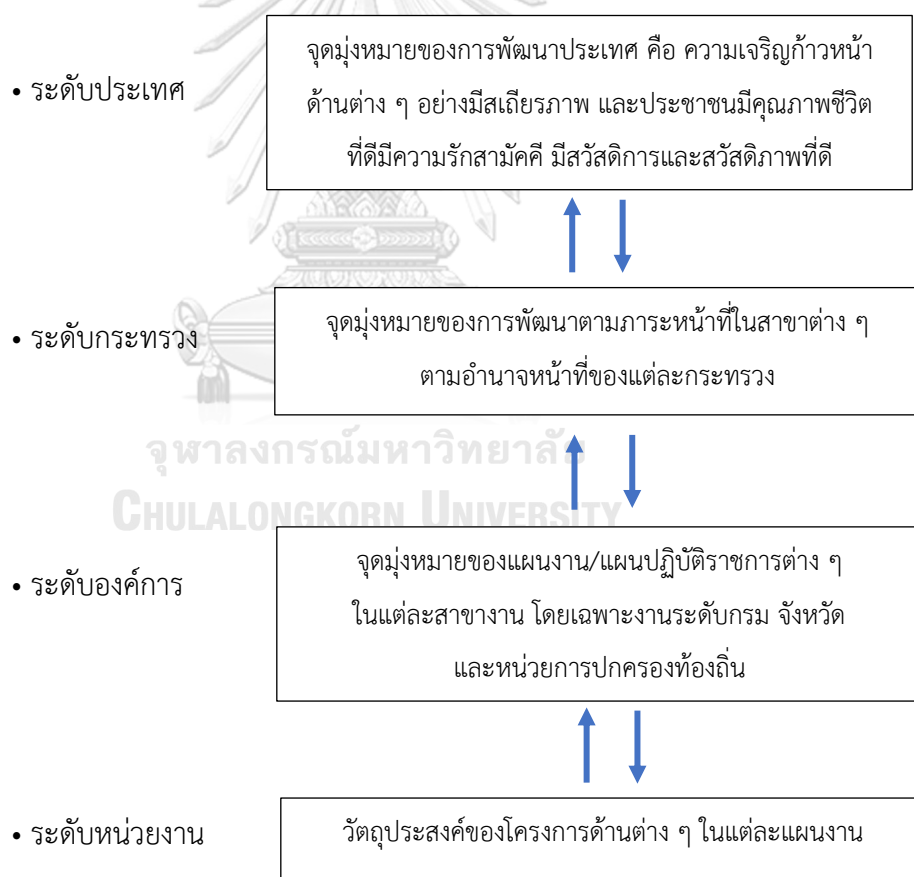 จุดมุ่งหมายของการพัฒนาประเทศ คือ ความเจริญก้าวหน้า
• ระดับประเทศ
ด้านต่าง ๆ อย่างมีสเถียรภาพ และประชาชนมีคุณภาพชีวิต
ที่ดีมีความรักสามัคคี มีสวัสดิการและสวัสดิภาพที่ดี
• ระดับกระทรวง
จุดมุ่งหมายของการพัฒนาตามภาระหน้าที่ในสาขาต่าง ๆ
ตามอำนาจหน้าที่ของแต่ละกระทรวง
จุฬาลงกรณ์มหาวิทยาลัย
CHULALONGKORN UNIVERSITY
• ระดับองค์การ
จุดมุ่งหมายของแผนงาน/แผนปฏิบัติราชการต่าง ๆ
ในแต่ละสาขางาน โดยเฉพาะงานระดับกรม จังหวัด
และหน่วยการปกครองท้องถิ่น
• ระดับหน่วยงาน
วัตถุประสงค์ของโครงการด้านต่าง ๆ ในแต่ละแผนงาน